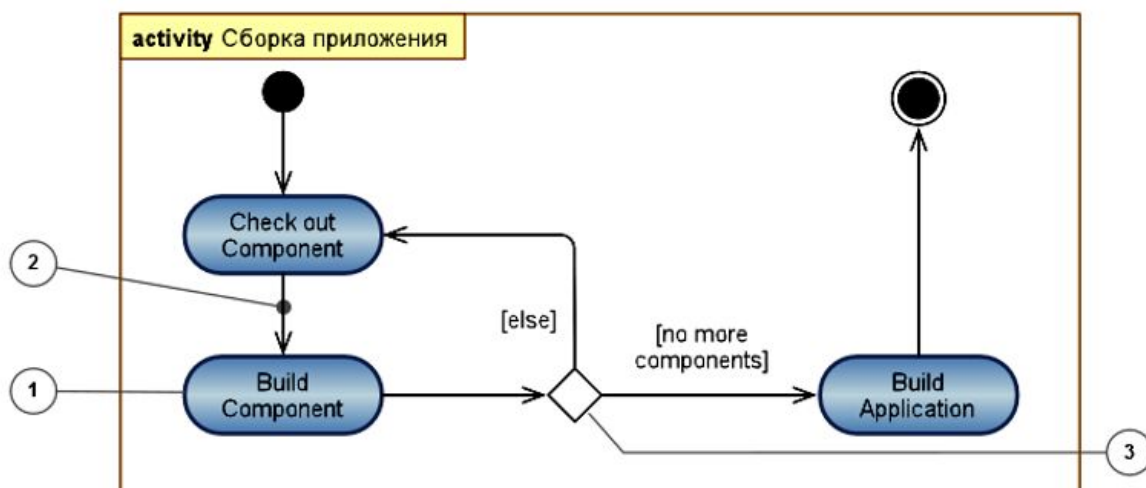 activity Сборка приложения
Check out
Component
2
[else]
[no more
components]
1
Build
Component
Build
Application
3